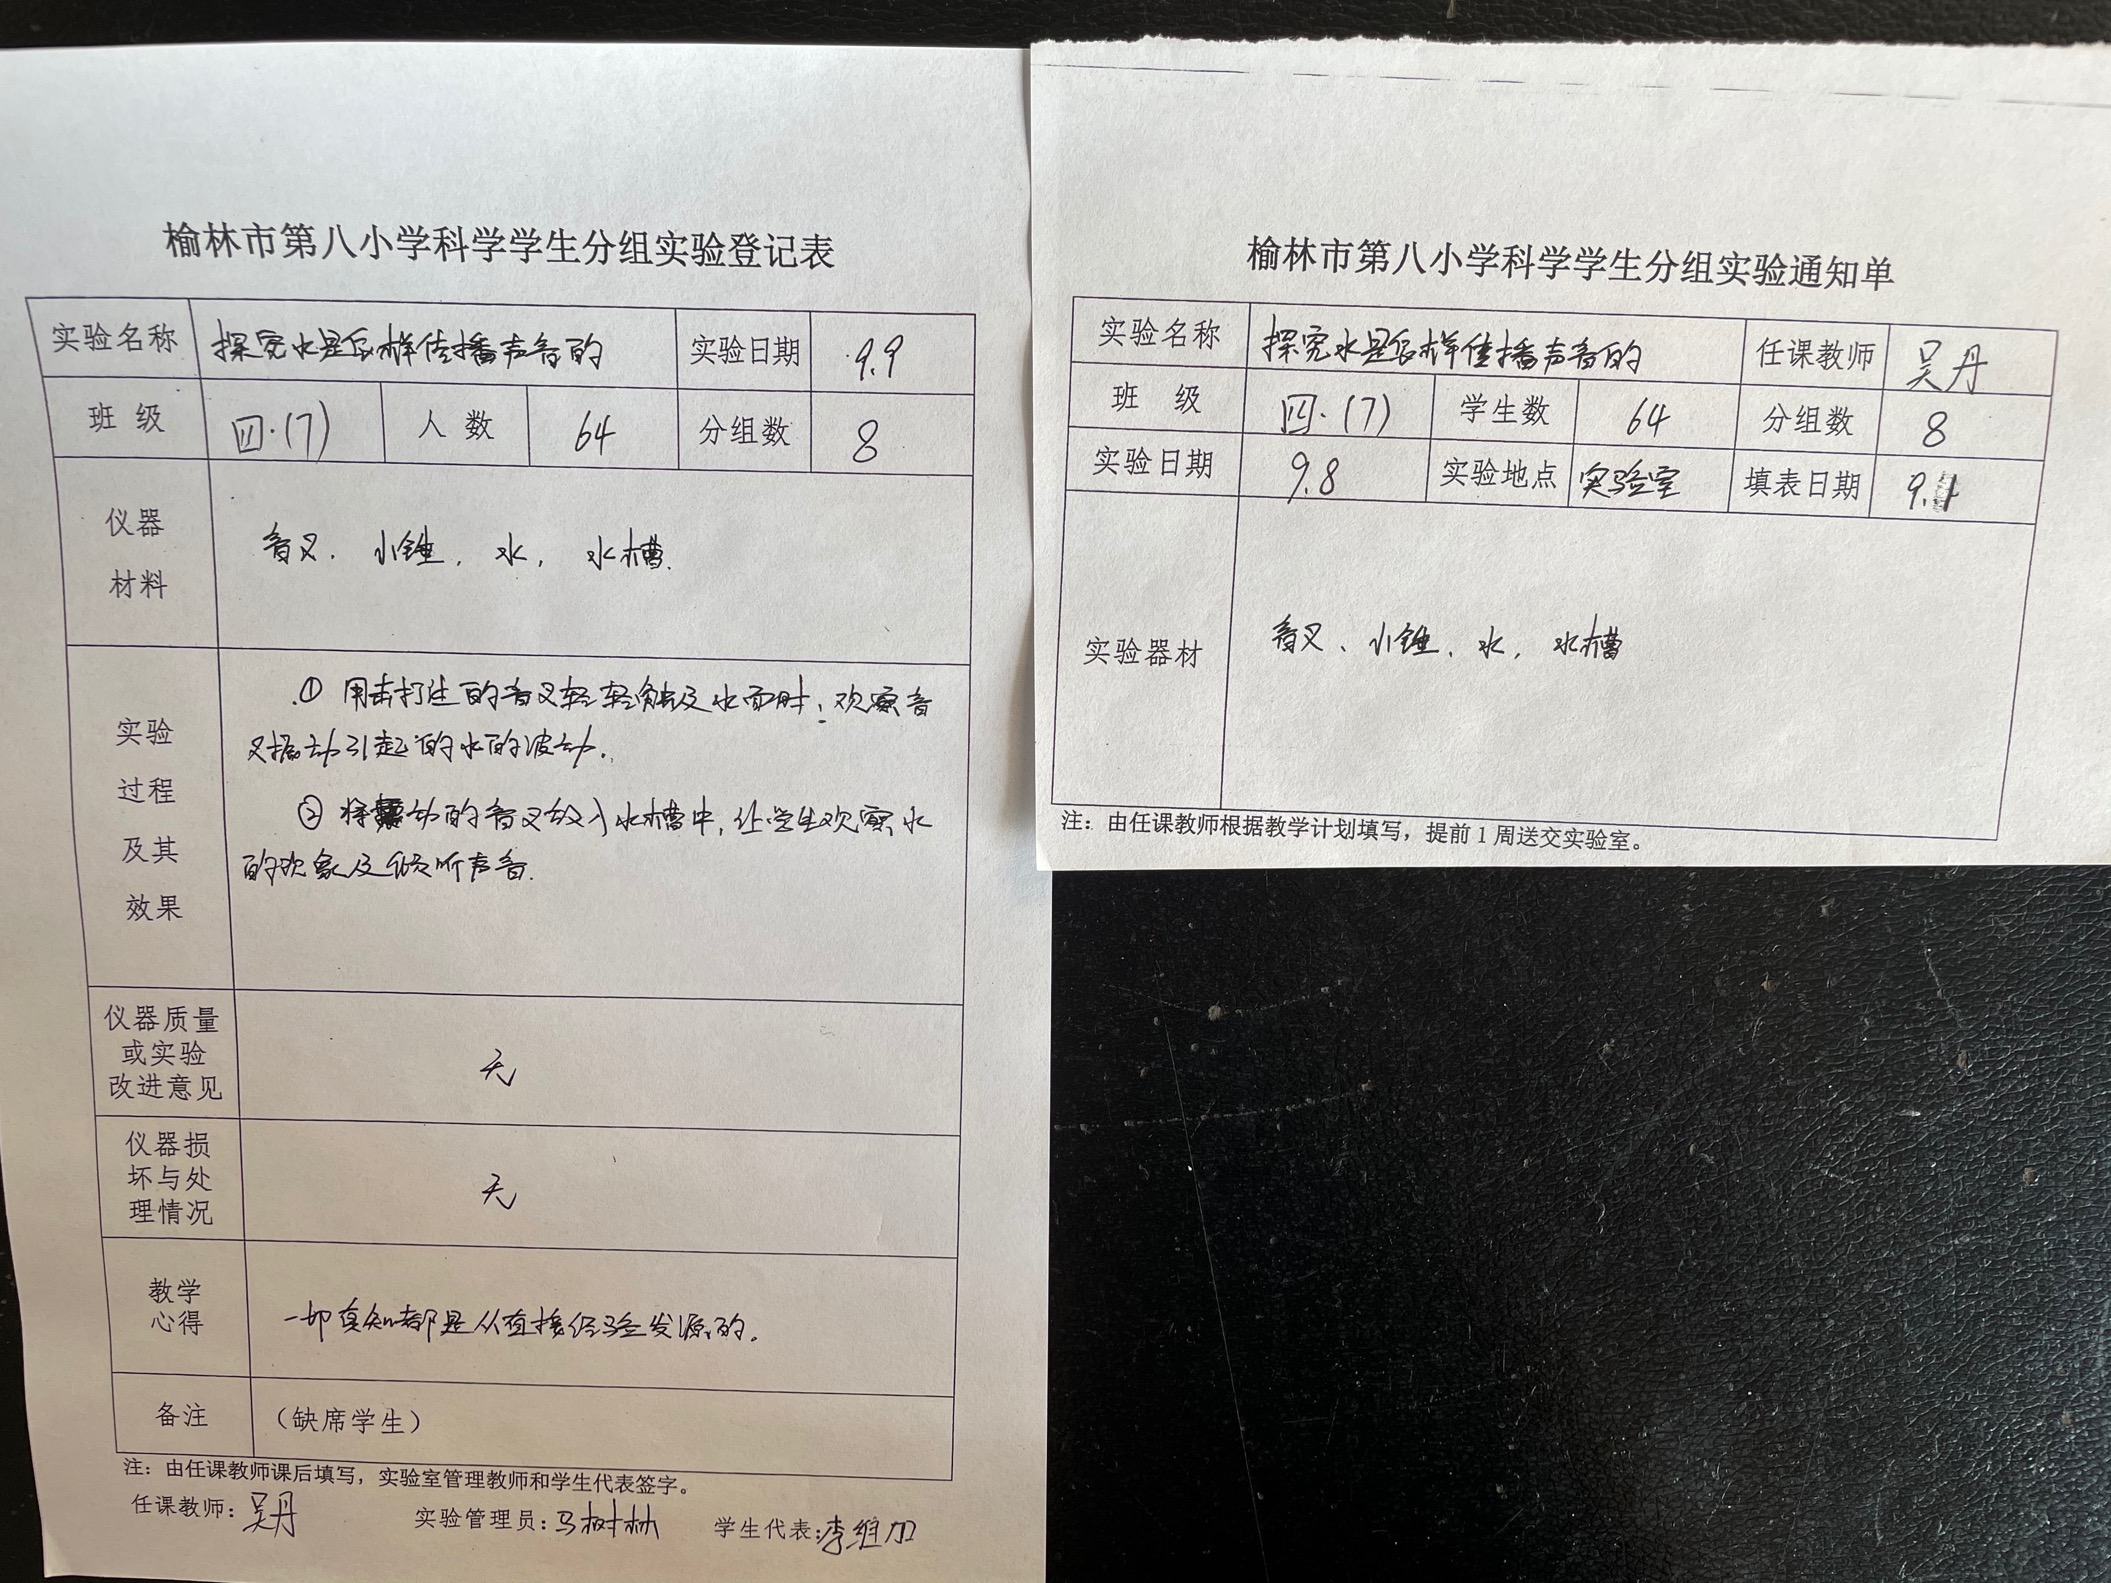 榆林市第八小学科学学生分组实验登记表
实验名称 探究水是怎样传播声音的 实验日期 9.9
班级 四.(7) 人数 64 分组数 8
仪器
材料
音叉、小锤、水、水槽.
实验
过程
及其
效果
① 用击打过的音叉轻轻触及水面时,观察音
叉振动引起的水的波动.
② 将振动的音叉放入水槽中,让学生观察水
的现象及倾听声音.
仪器质量
或实验
改进意见
无
仪器损
坏与处
理情况
无
教学
心得
一切真知都是从直接经验发源的.
备注 （缺席学生）
注：由任课教师课后填写，实验室管理教师和学生代表签字。
任课教师：吴丹 实验管理员：马树林 学生代表：李维加
榆林市第八小学科学学生分组实验通知单
实验名称 探究水是怎样传播声音的 任课教师 吴丹
班级 四.(7) 学生数 64 分组数 8
实验日期 9.8 实验地点 实验室 填表日期 9.1
实验器材 音叉、小锤、水,水槽
注：由任课教师根据教学计划填写，提前1周送交实验室。